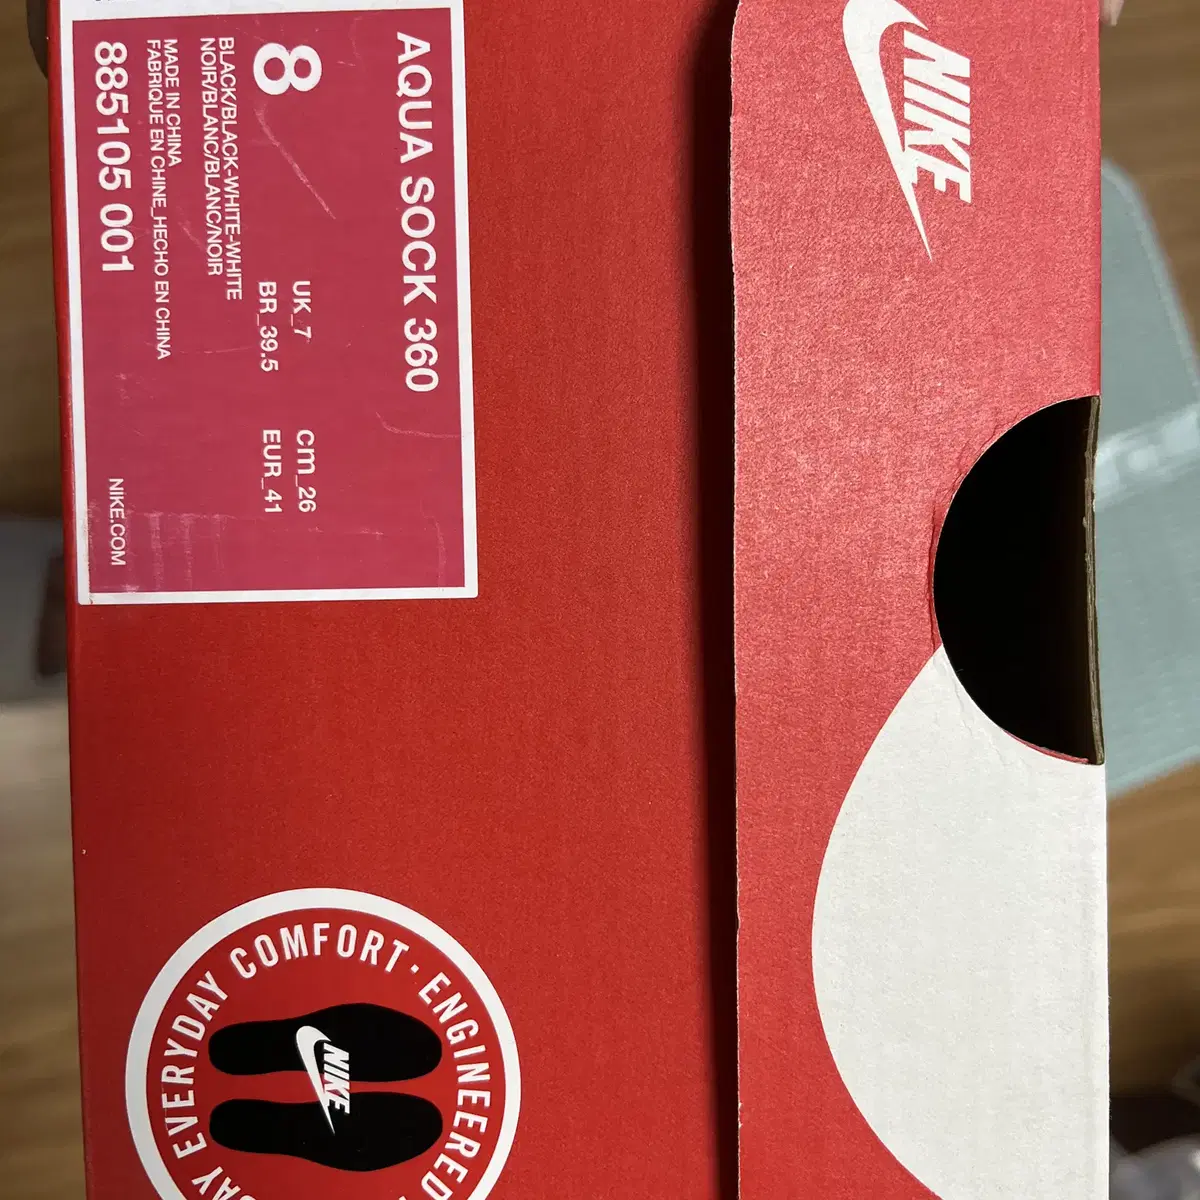 AQUA SOCK 360
8
UK_7
cm_26
BR_39.5
EUR_41
BLACK/BLACK-WHITE-WHITE
NOIR/BLANC/BLANC/NOIR
MADE IN CHINA
FABRIQUE EN CHINE_HECHO EN CHINA
885105 001
NIKE.COM
NIKE
EVERYDAY COMFORT · ENGINEERED
NIKE